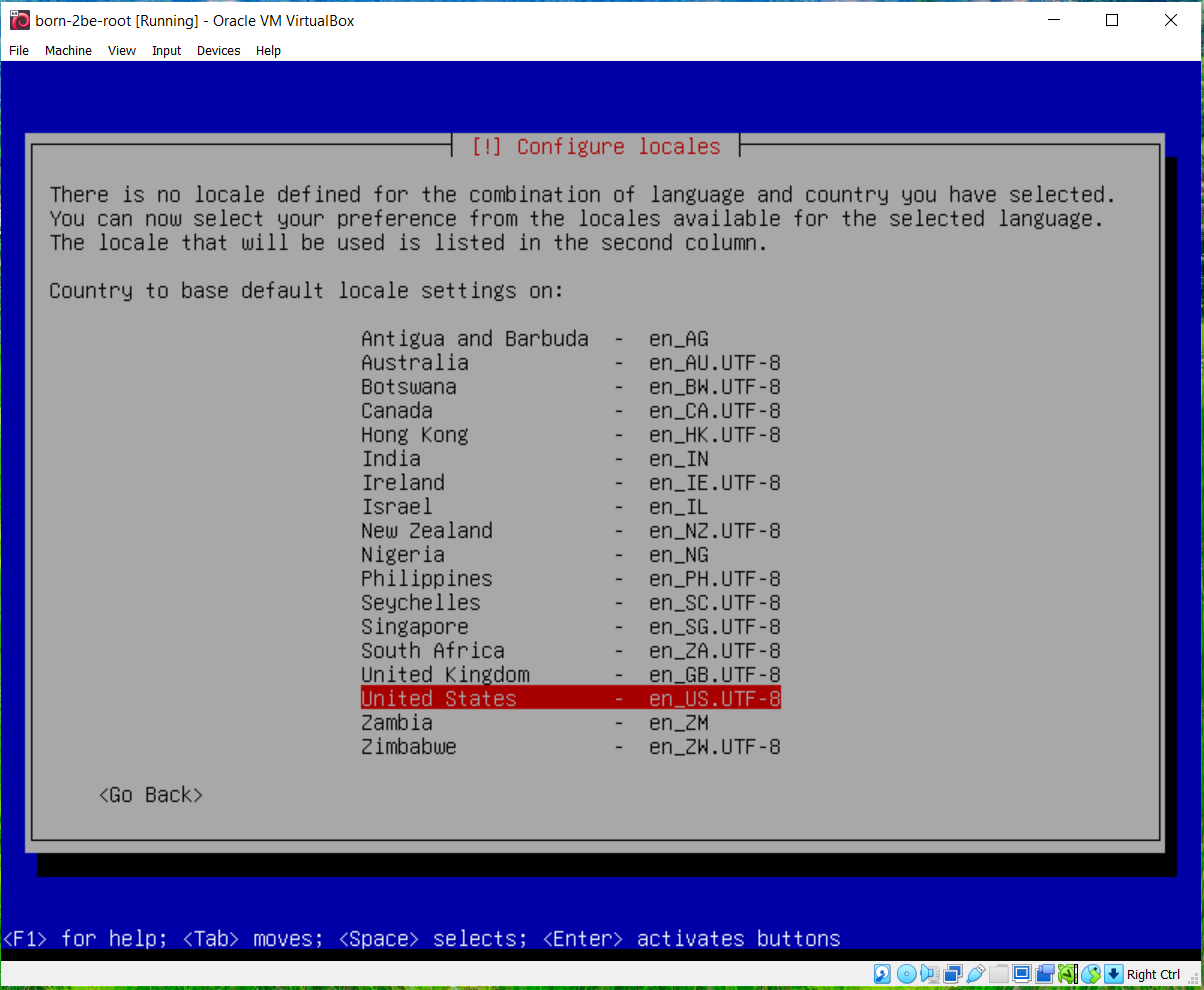 born-2be-root [Running] - Oracle VM VirtualBox
File Machine View Input Devices Help
[!] Configure locales
There is no locale defined for the combination of language and country you have selected.
You can now select your preference from the locales available for the selected language.
The locale that will be used is listed in the second column.
Country to base default locale settings on:
Antigua and Barbuda - en_AG
Australia - en_AU.UTF-8
Botswana - en_BW.UTF-8
Canada - en_CA.UTF-8
Hong Kong - en_HK.UTF-8
India - en_IN
Ireland - en_IE.UTF-8
Israel - en_IL
New Zealand - en_NZ.UTF-8
Nigeria - en_NG
Philippines - en_PH.UTF-8
Seychelles - en_SC.UTF-8
Singapore - en_SG.UTF-8
South Africa - en_ZA.UTF-8
United Kingdom - en_GB.UTF-8
United States - en_US.UTF-8
Zambia - en_ZM
Zimbabwe - en_ZW.UTF-8
<Go Back>
<F1> for help; <Tab> moves; <Space> selects; <Enter> activates buttons
Right Ctrl